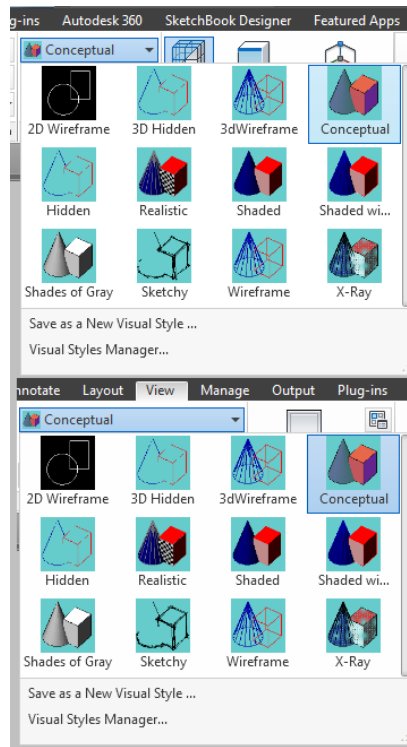 g-ins Autodesk 360 SketchBook Designer Featured Apps
Conceptual
2D Wireframe 3D Hidden 3dWireframe Conceptual
Hidden Realistic Shaded Shaded wi...
Shades of Gray Sketchy Wireframe X-Ray
Save as a New Visual Style ...
Visual Styles Manager...
nnotate Layout View Manage Output Plug-ins
Conceptual
2D Wireframe 3D Hidden 3dWireframe Conceptual
Hidden Realistic Shaded Shaded wi...
Shades of Gray Sketchy Wireframe X-Ray
Save as a New Visual Style ...
Visual Styles Manager...